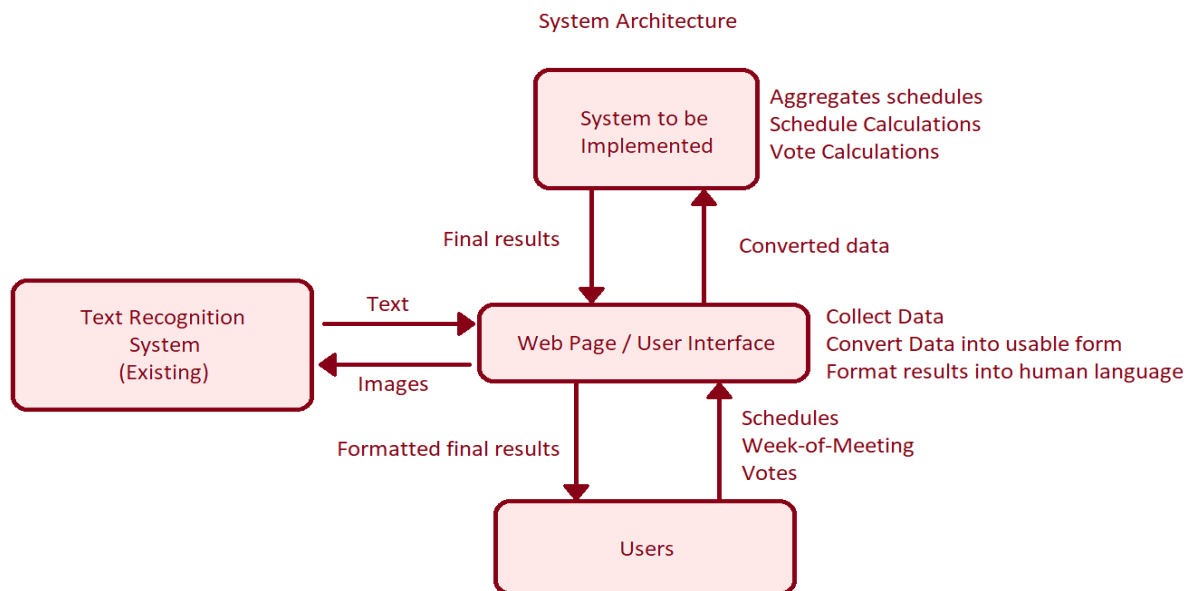 System Architecture
System to be
Implemented
Aggregates schedules
Schedule Calculations
Vote Calculations
Final results
Converted data
Text Recognition
System
(Existing)
Text
Images
Web Page / User Interface
Collect Data
Convert Data into usable form
Format results into human language
Formatted final results
Schedules
Week-of-Meeting
Votes
Users